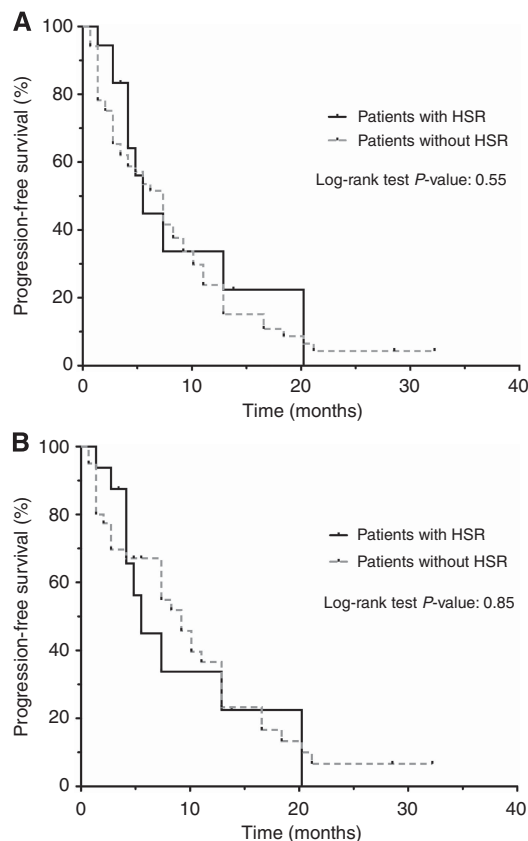 A
Progression-free survival (%)
100
80
60
40
20
0
Patients with HSR
Patients without HSR
Log-rank test P-value: 0.55
0 10 20 30 40
Time (months)
B
Progression-free survival (%)
100
80
60
40
20
0
Patients with HSR
Patients without HSR
Log-rank test P-value: 0.85
0 10 20 30 40
Time (months)